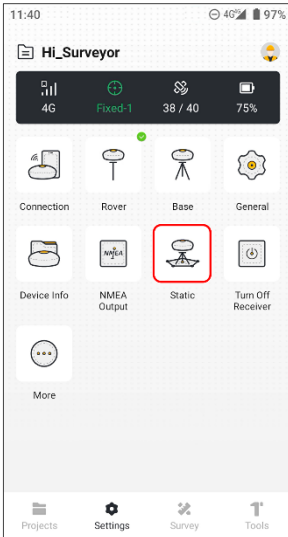 11:40
4G
97%
Hi_Surveyor
4G
Fixed-1
38 / 40
75%
Connection
Rover
Base
General
NMEA
Device Info
NMEA
Output
Static
Turn Off
Receiver
More
Projects
Settings
Survey
Tools